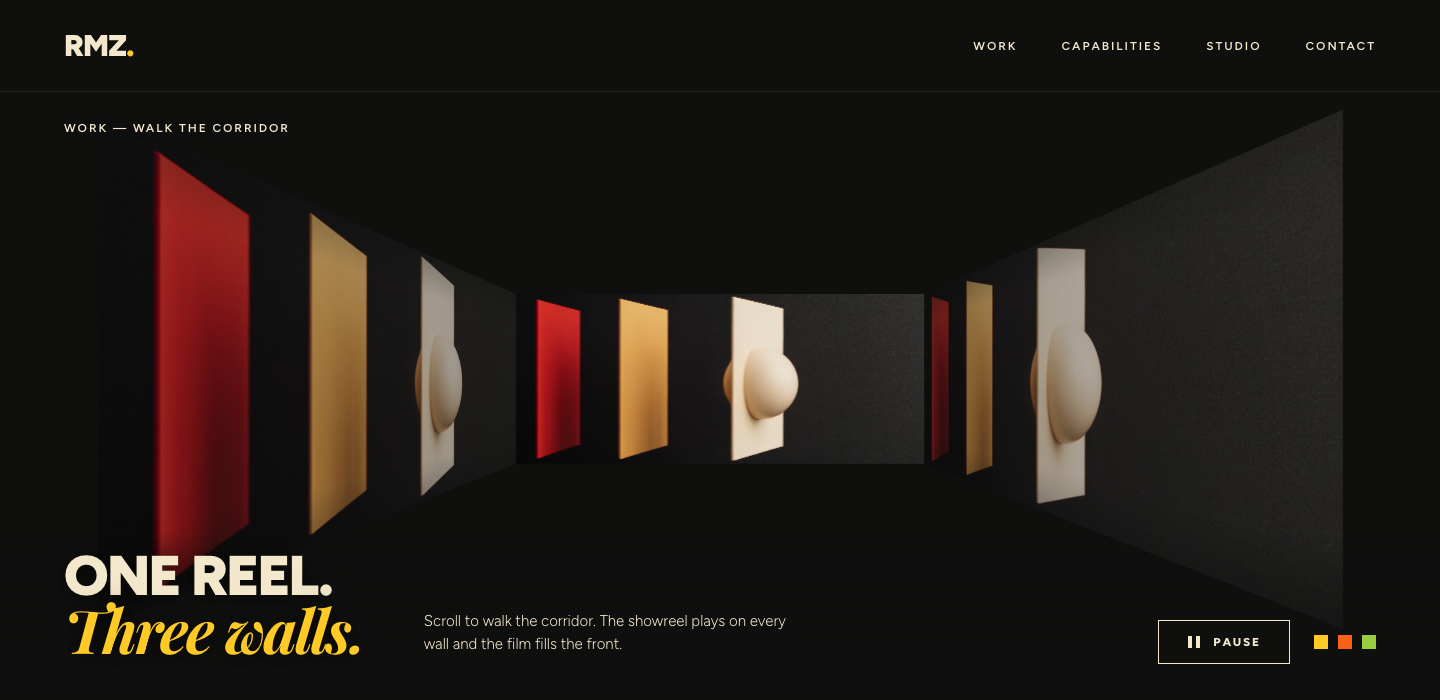 RMZ.
WORK CAPABILITIES STUDIO CONTACT
WORK — WALK THE CORRIDOR
ONE REEL.
Three walls.
Scroll to walk the corridor. The showreel plays on every
wall and the film fills the front.
PAUSE